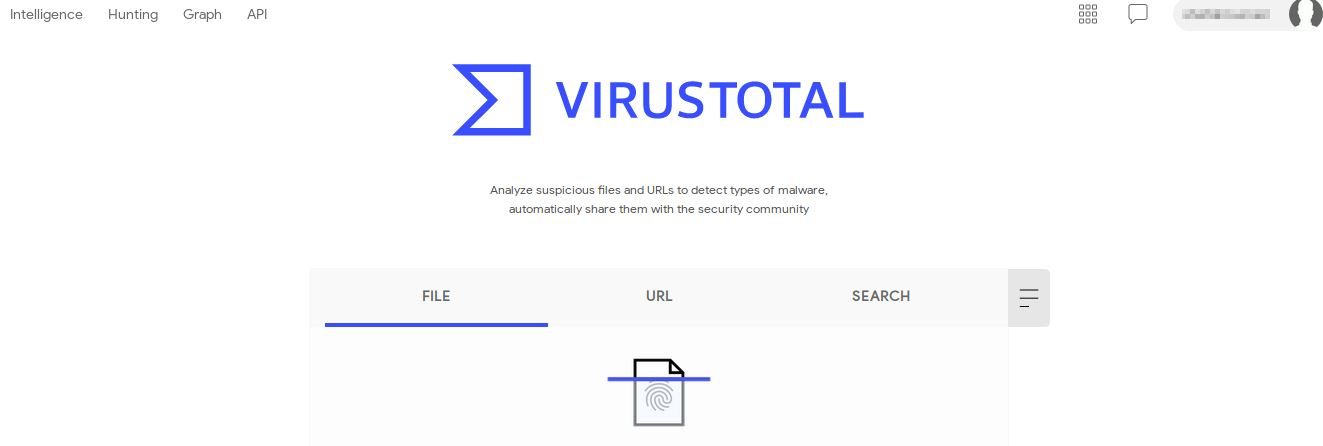 Intelligence Hunting Graph API
VIRUSTOTAL
Analyze suspicious files and URLs to detect types of malware,
automatically share them with the security community
FILE URL SEARCH